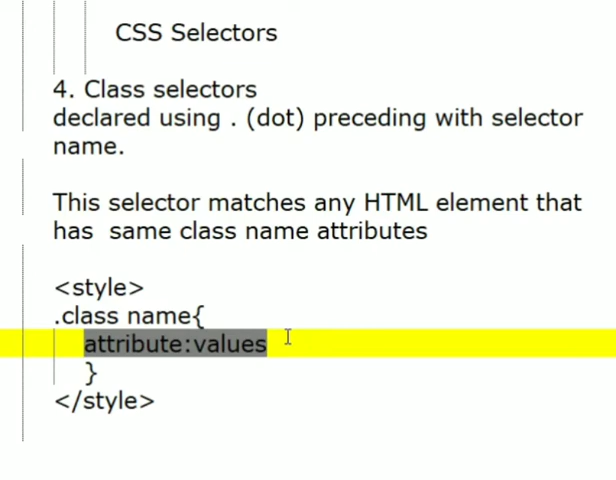 CSS Selectors
4. Class selectors
declared using . (dot) preceding with selector
name.
This selector matches any HTML element that
has  same class name attributes
<style>
.class name{
attribute:values
}
</style>